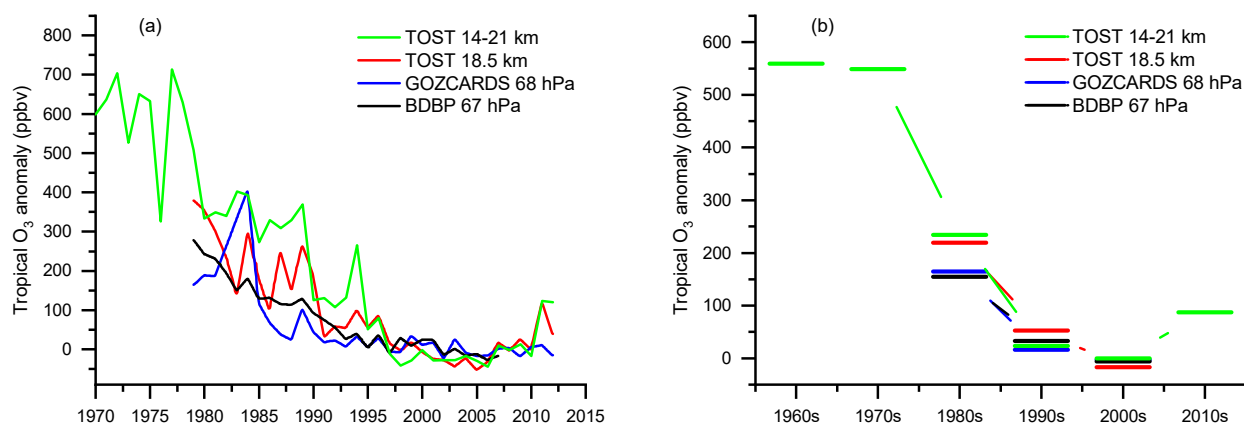 (a)
TOST 14-21 km
TOST 18.5 km
GOZCARDS 68 hPa
BDBP 67 hPa
Tropical O3 anomaly (ppbv)
800
700
600
500
400
300
200
100
0
1970 1975 1980 1985 1990 1995 2000 2005 2010 2015
(b)
TOST 14-21 km
TOST 18.5 km
GOZCARDS 68 hPa
BDBP 67 hPa
Tropical O3 anomaly (ppbv)
600
500
400
300
200
100
0
1960s 1970s 1980s 1990s 2000s 2010s